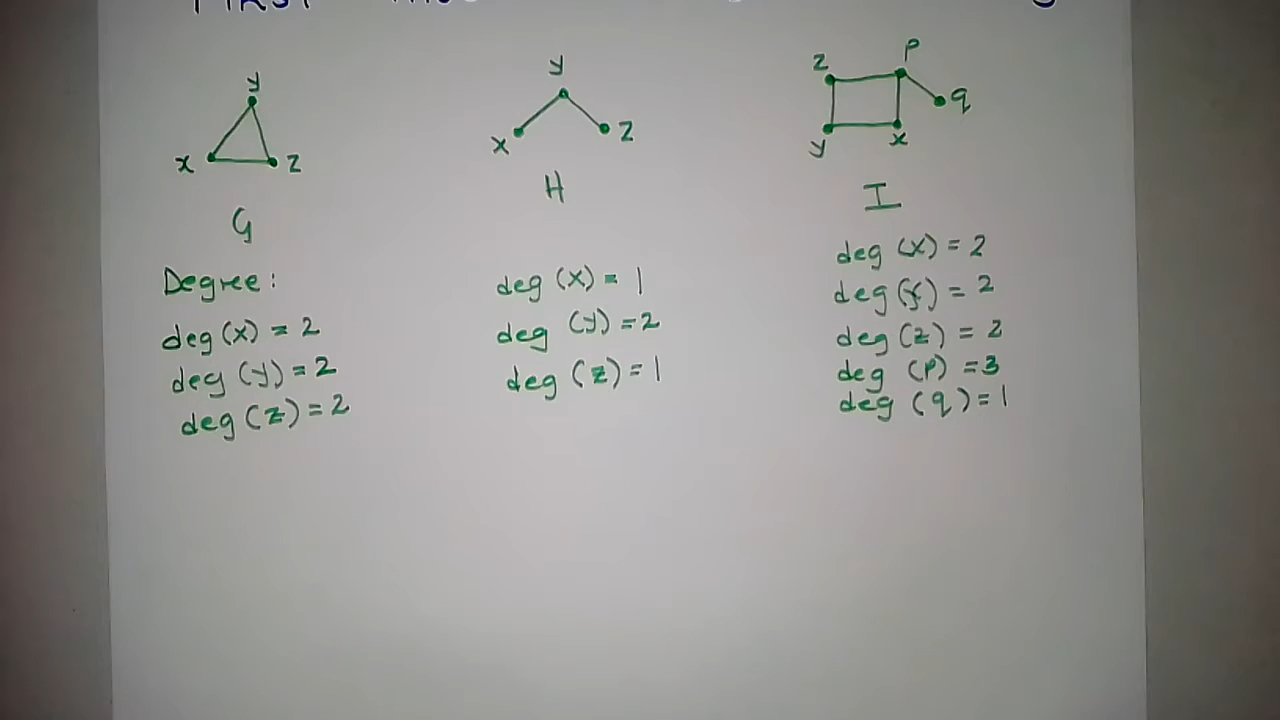 FIRST
y
x z
G
Degree:
deg (x) = 2
deg (y) = 2
deg (z) = 2
y
x z
H
deg (x) = 1
deg (y) = 2
deg (z) = 1
z p
q
y x
I
deg (x) = 2
deg (y) = 2
deg (z) = 2
deg (p) = 3
deg (q) = 1